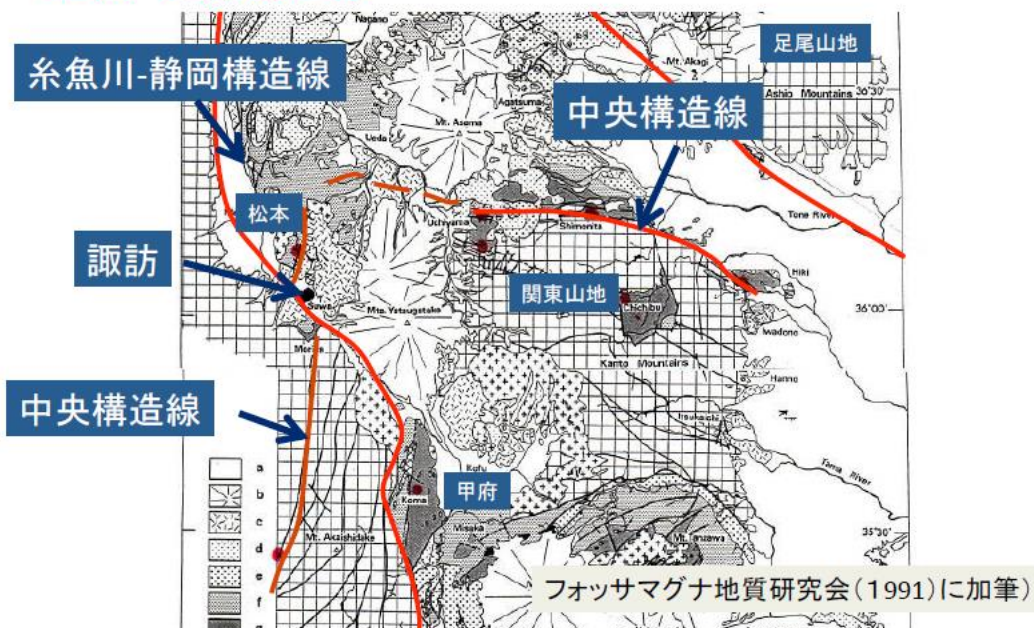 Nagano
Mt. Akagi
足尾山地
糸魚川-静岡構造線
Ashio Mountains
36°30'
Agatsuma
Mt. Asama
中央構造線
Ueda
松本
Uchiyama
Shimonita
Tone River
諏訪
関東山地
Hiki
Suwa
Mts. Yatsugatake
Chichibu
36°00'
Iwadono
Kanto Mountains
Hanno
中央構造線
Itsukaichi
a
b
c
d
e
f
Kofu
甲府
Tama River
Koma
Misaka
Mt. Akaishidake
Mt. Tanzawa
35°30'
フォッサマグナ地質研究会(1991)に加筆)